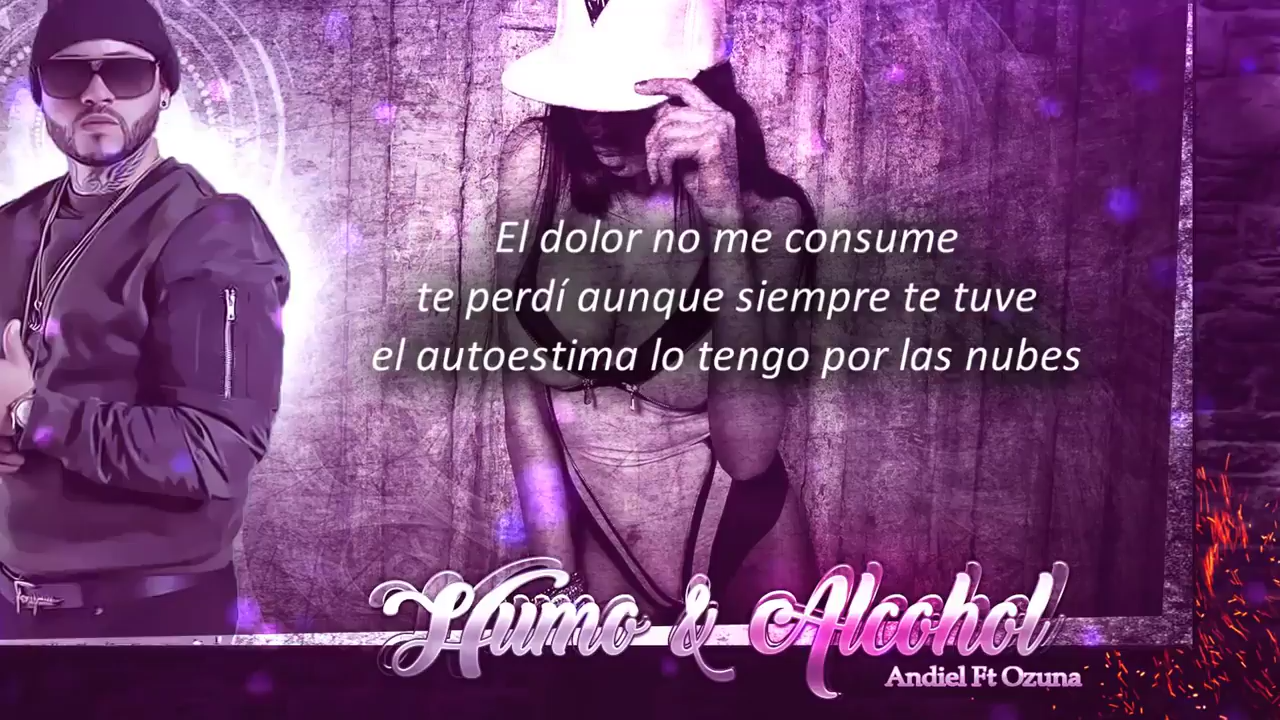 El dolor no me consume
te perdí aunque siempre te tuve
el autoestima lo tengo por las nubes
Humo & Alcohol
Andiel Ft Ozuna